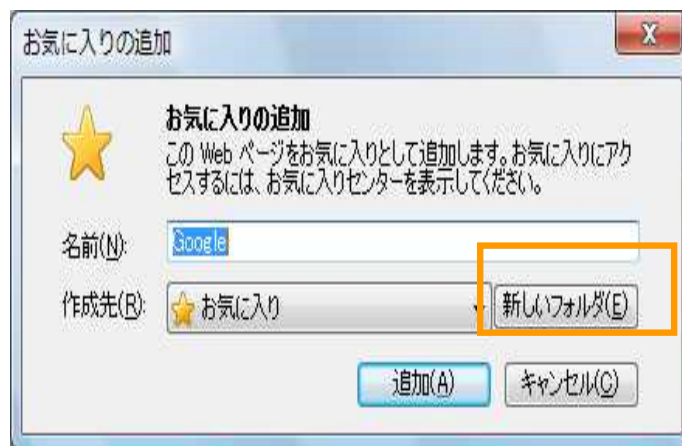 お気に入りの追加
お気に入りの追加
この Web ページをお気に入りとして追加します。お気に入りにアク
セスするには、お気に入りセンターを表示してください。
名前(N): Google
作成先(R): お気に入り 新しいフォルダ(E)
追加(A) キャンセル(C)